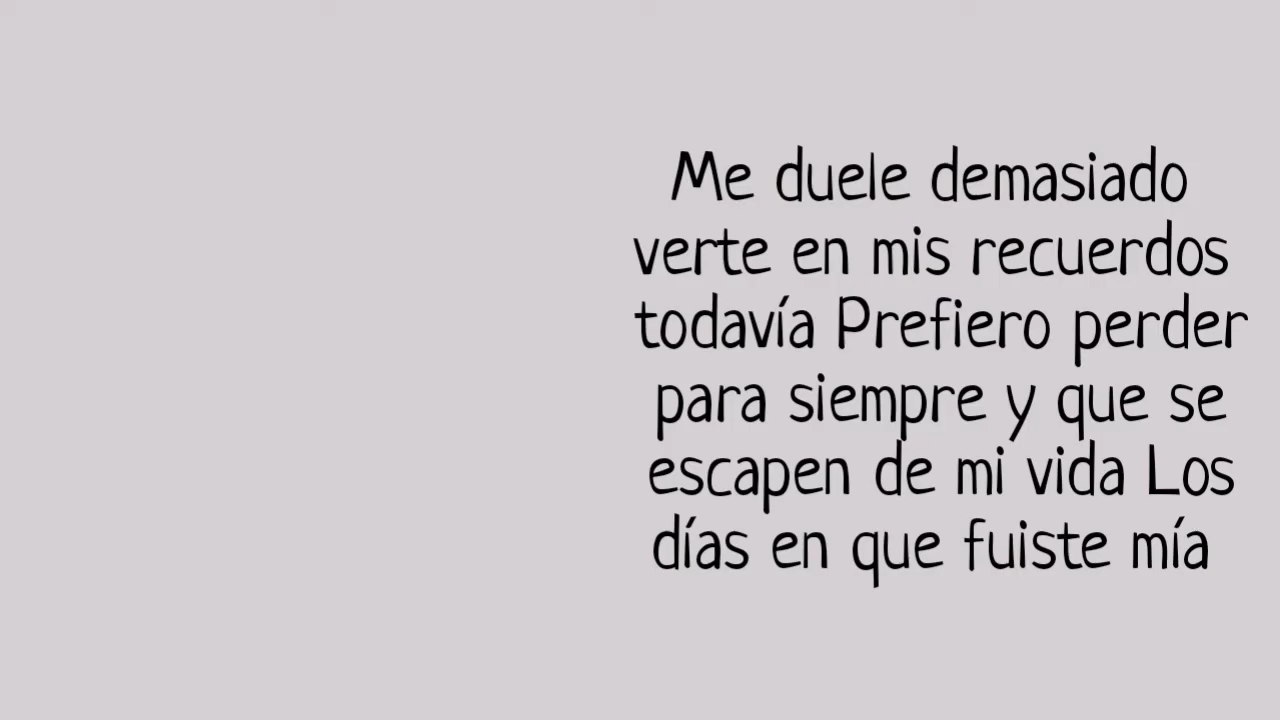 Me duele demasiado
verte en mis recuerdos
todavía Prefiero perder
para siempre y que se
escapen de mi vida Los
días en que fuiste mía